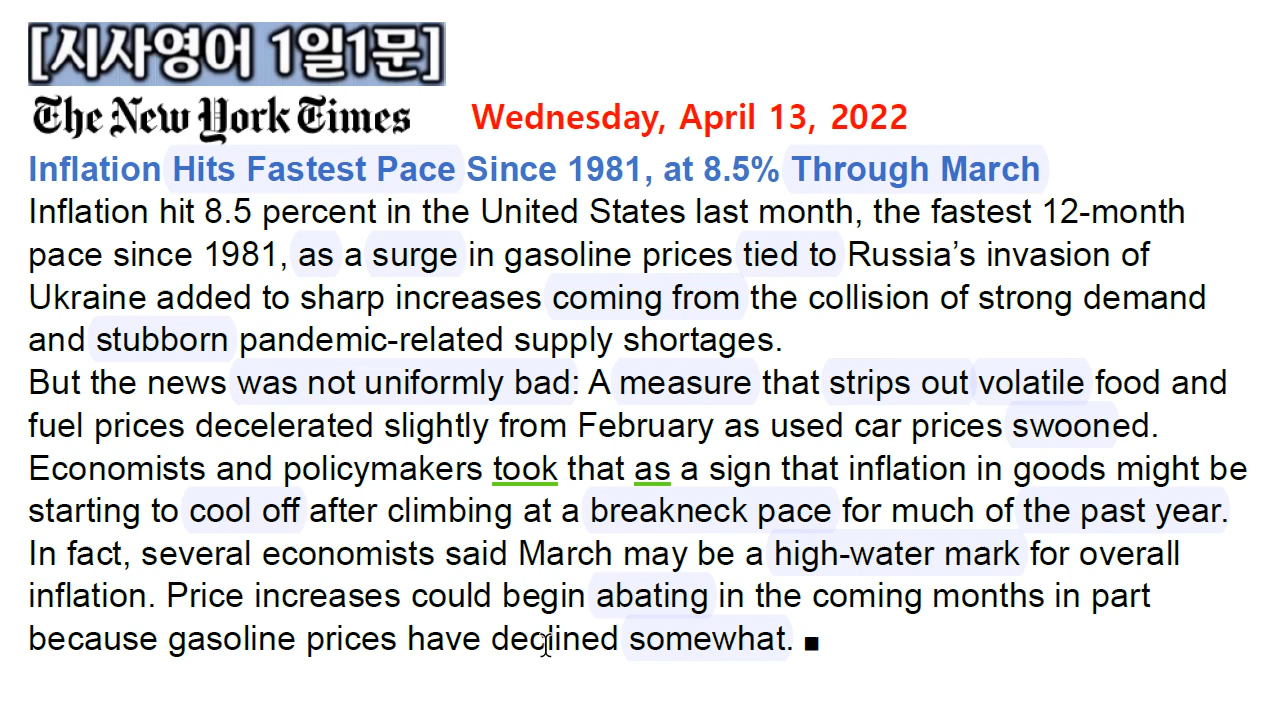 [시사영어 1일1문]
The New York Times
Wednesday, April 13, 2022
Inflation Hits Fastest Pace Since 1981, at 8.5% Through March
Inflation hit 8.5 percent in the United States last month, the fastest 12-month
pace since 1981, as a surge in gasoline prices tied to Russia’s invasion of
Ukraine added to sharp increases coming from the collision of strong demand
and stubborn pandemic-related supply shortages.
But the news was not uniformly bad: A measure that strips out volatile food and
fuel prices decelerated slightly from February as used car prices swooned.
Economists and policymakers took that as a sign that inflation in goods might be
starting to cool off after climbing at a breakneck pace for much of the past year.
In fact, several economists said March may be a high-water mark for overall
inflation. Price increases could begin abating in the coming months in part
because gasoline prices have declined somewhat. ■